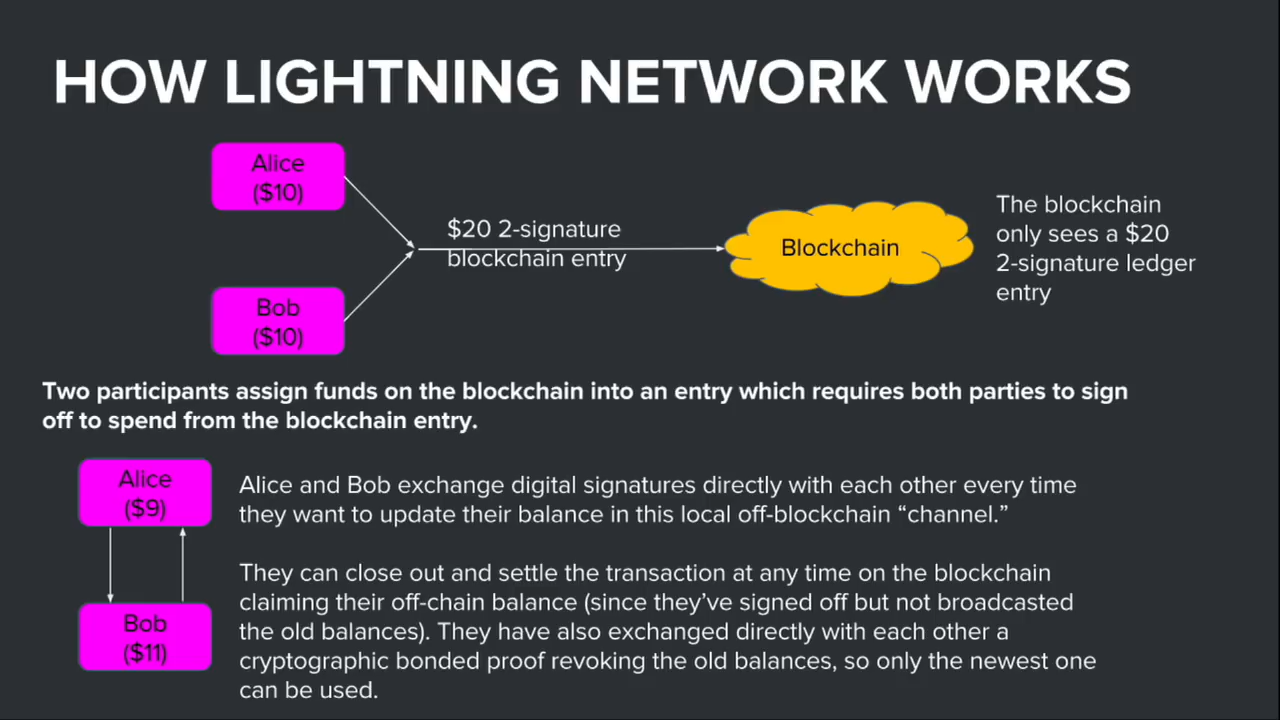 HOW LIGHTNING NETWORK WORKS
Alice
($10)
$20 2-signature
blockchain entry
Blockchain
The blockchain
only sees a $20
2-signature ledger
entry
Bob
($10)
Two participants assign funds on the blockchain into an entry which requires both parties to sign
off to spend from the blockchain entry.
Alice
($9)
Bob
($11)
Alice and Bob exchange digital signatures directly with each other every time
they want to update their balance in this local off-blockchain “channel.”
They can close out and settle the transaction at any time on the blockchain
claiming their off-chain balance (since they’ve signed off but not broadcasted
the old balances). They have also exchanged directly with each other a
cryptographic bonded proof revoking the old balances, so only the newest one
can be used.